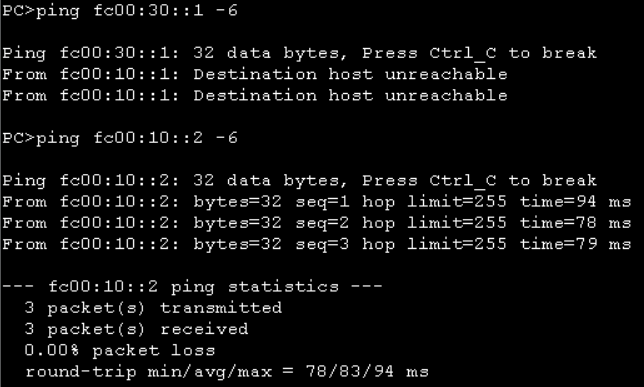 PC>ping fc00:30::1 -6
Ping fc00:30::1: 32 data bytes, Press Ctrl_C to break
From fc00:10::1: Destination host unreachable
From fc00:10::1: Destination host unreachable
PC>ping fc00:10::2 -6
Ping fc00:10::2: 32 data bytes, Press Ctrl_C to break
From fc00:10::2: bytes=32 seq=1 hop limit=255 time=94 ms
From fc00:10::2: bytes=32 seq=2 hop limit=255 time=78 ms
From fc00:10::2: bytes=32 seq=3 hop limit=255 time=79 ms
--- fc00:10::2 ping statistics ---
3 packet(s) transmitted
3 packet(s) received
0.00% packet loss
round-trip min/avg/max = 78/83/94 ms